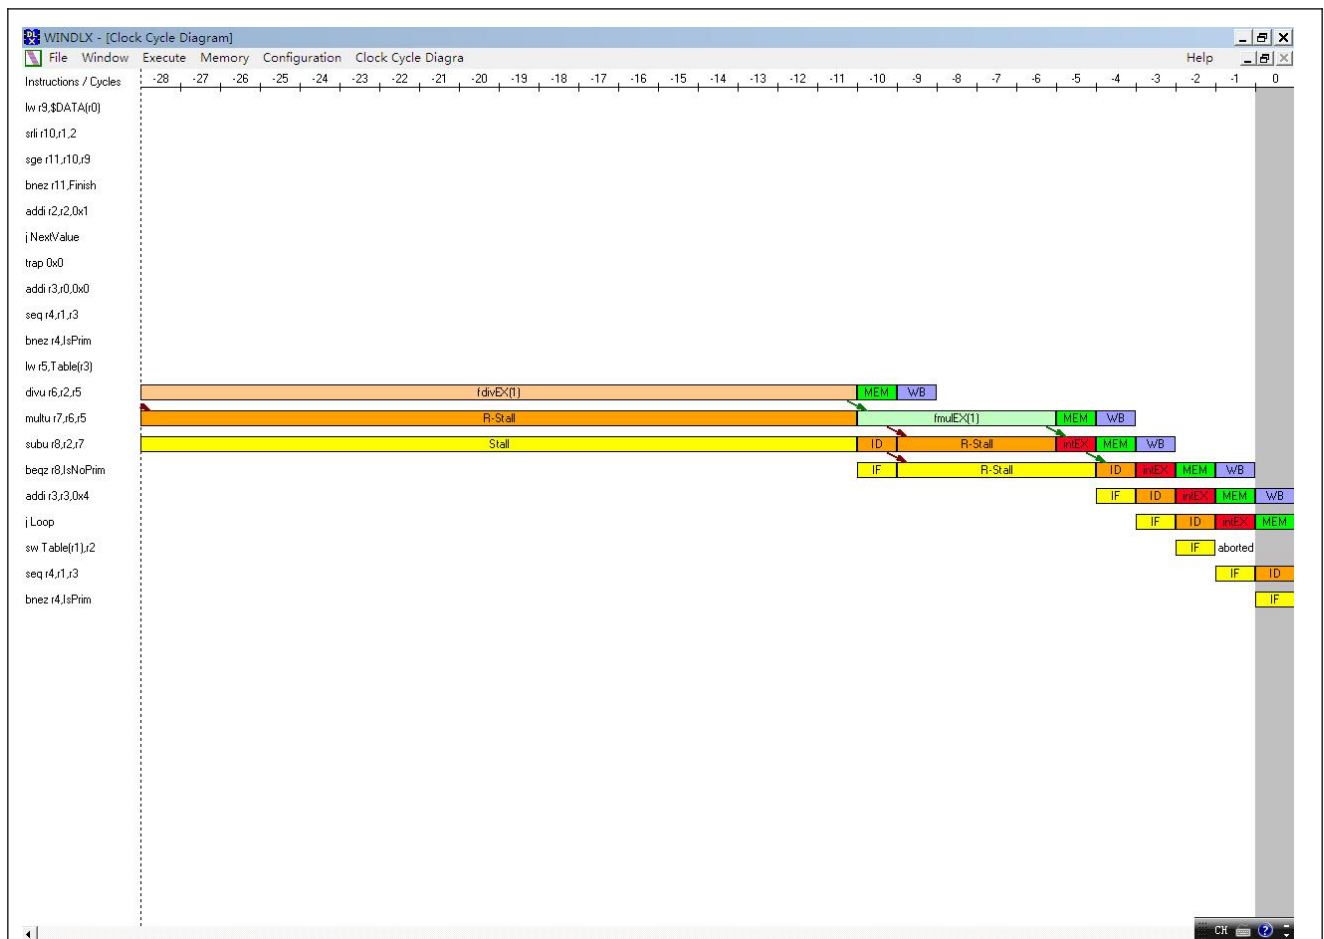 WINDLX - [Clock Cycle Diagram]
File Window Execute Memory Configuration Clock Cycle Diagra Help
Instructions / Cycles -28 -27 -26 -25 -24 -23 -22 -21 -20 -19 -18 -17 -16 -15 -14 -13 -12 -11 -10 -9 -8 -7 -6 -5 -4 -3 -2 -1 0
lw r9,$DATA(r0)
srli r10,r1,2
sge r11,r10,r9
bnez r11,Finish
addi r2,r2,0x1
j NextValue
trap 0x0
addi r3,r0,0x0
seq r4,r1,r3
bnez r4,IsPrim
lw r5,Table(r3)
divu r6,r2,r5 fdivEX(1) MEM WB
multu r7,r6,r5 R-Stall fmulEX(1) MEM WB
subu r8,r2,r7 Stall ID R-Stall intEX MEM WB
beqz r8,IsNoPrim IF R-Stall ID intEX MEM WB
addi r3,r3,0x4 IF ID intEX MEM WB
j Loop IF ID intEX MEM
sw Table(r1),r2 IF aborted
seq r4,r1,r3 IF ID
bnez r4,IsPrim IF
CH